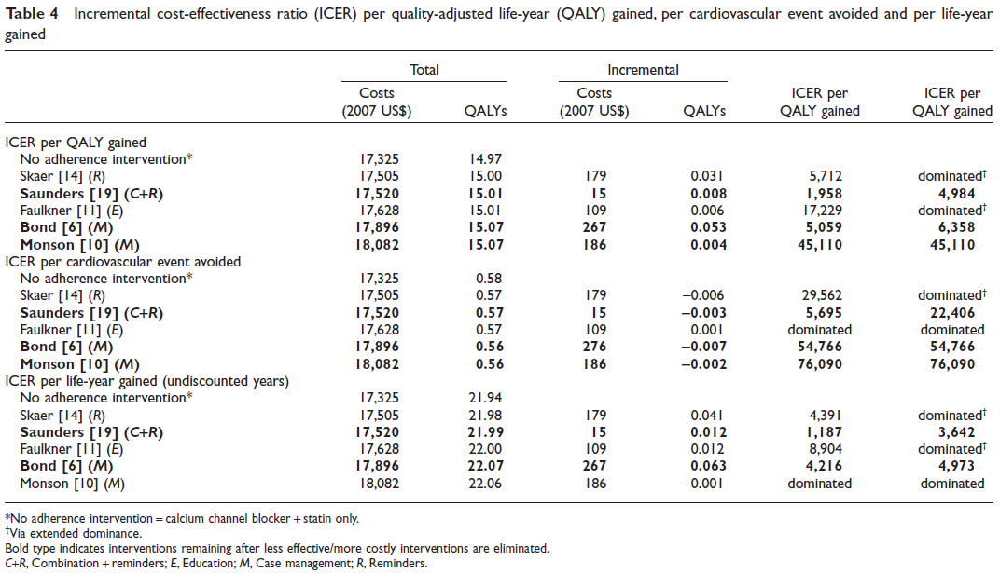 Table 4 Incremental cost-effectiveness ratio (ICER) per quality-adjusted life-year (QALY) gained, per cardiovascular event avoided and per life-year
gained
Total Incremental
Costs Costs ICER per ICER per
(2007 US$) QALYs (2007 US$) QALYs QALY gained QALY gained
ICER per QALY gained
No adherence intervention* 17,325 14.97
Skaer [14] (R) 17,505 15.00 179 0.031 5,712 dominated†
Saunders [19] (C+R) 17,520 15.01 15 0.008 1,958 4,984
Faulkner [11] (E) 17,628 15.01 109 0.006 17,229 dominated†
Bond [6] (M) 17,896 15.07 267 0.053 5,059 6,358
Monson [10] (M) 18,082 15.07 186 0.004 45,110 45,110
ICER per cardiovascular event avoided
No adherence intervention* 17,325 0.58
Skaer [14] (R) 17,505 0.57 179 −0.006 29,562 dominated†
Saunders [19] (C+R) 17,520 0.57 15 −0.003 5,695 22,406
Faulkner [11] (E) 17,628 0.57 109 0.001 dominated dominated
Bond [6] (M) 17,896 0.56 276 −0.007 54,766 54,766
Monson [10] (M) 18,082 0.56 186 −0.002 76,090 76,090
ICER per life-year gained (undiscounted years)
No adherence intervention* 17,325 21.94
Skaer [14] (R) 17,505 21.98 179 0.041 4,391 dominated†
Saunders [19] (C+R) 17,520 21.99 15 0.012 1,187 3,642
Faulkner [11] (E) 17,628 22.00 109 0.012 8,904 dominated†
Bond [6] (M) 17,896 22.07 267 0.063 4,216 4,973
Monson [10] (M) 18,082 22.06 186 −0.001 dominated dominated
*No adherence intervention = calcium channel blocker + statin only.
†Via extended dominance.
Bold type indicates interventions remaining after less effective/more costly interventions are eliminated.
C+R, Combination + reminders; E, Education; M, Case management; R, Reminders.